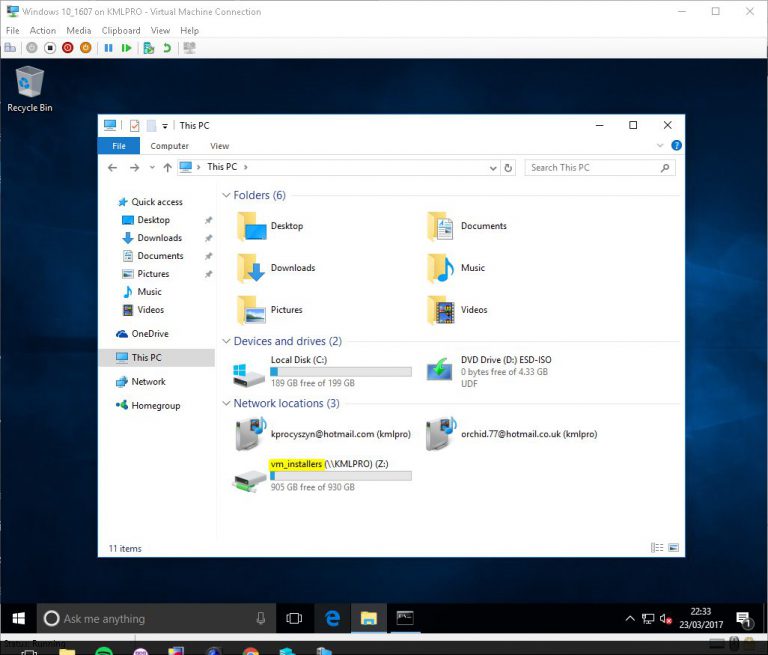 Windows 10_1607 on KMLPRO - Virtual Machine Connection
File Action Media Clipboard View Help
Recycle Bin
This PC
File Computer View
This PC
Search This PC
Quick access
Desktop
Downloads
Documents
Pictures
Music
Videos
OneDrive
This PC
Network
Homegroup
Folders (6)
Desktop
Documents
Downloads
Music
Pictures
Videos
Devices and drives (2)
Local Disk (C:)
189 GB free of 199 GB
DVD Drive (D:) ESD-ISO
0 bytes free of 4.33 GB
UDF
Network locations (3)
kprocyszyn@hotmail.com (kmlpro)
orchid.77@hotmail.co.uk (kmlpro)
vm_installers (\\KMLPRO) (Z:)
905 GB free of 930 GB
11 items
Ask me anything
22:33
23/03/2017
1
Status: Running